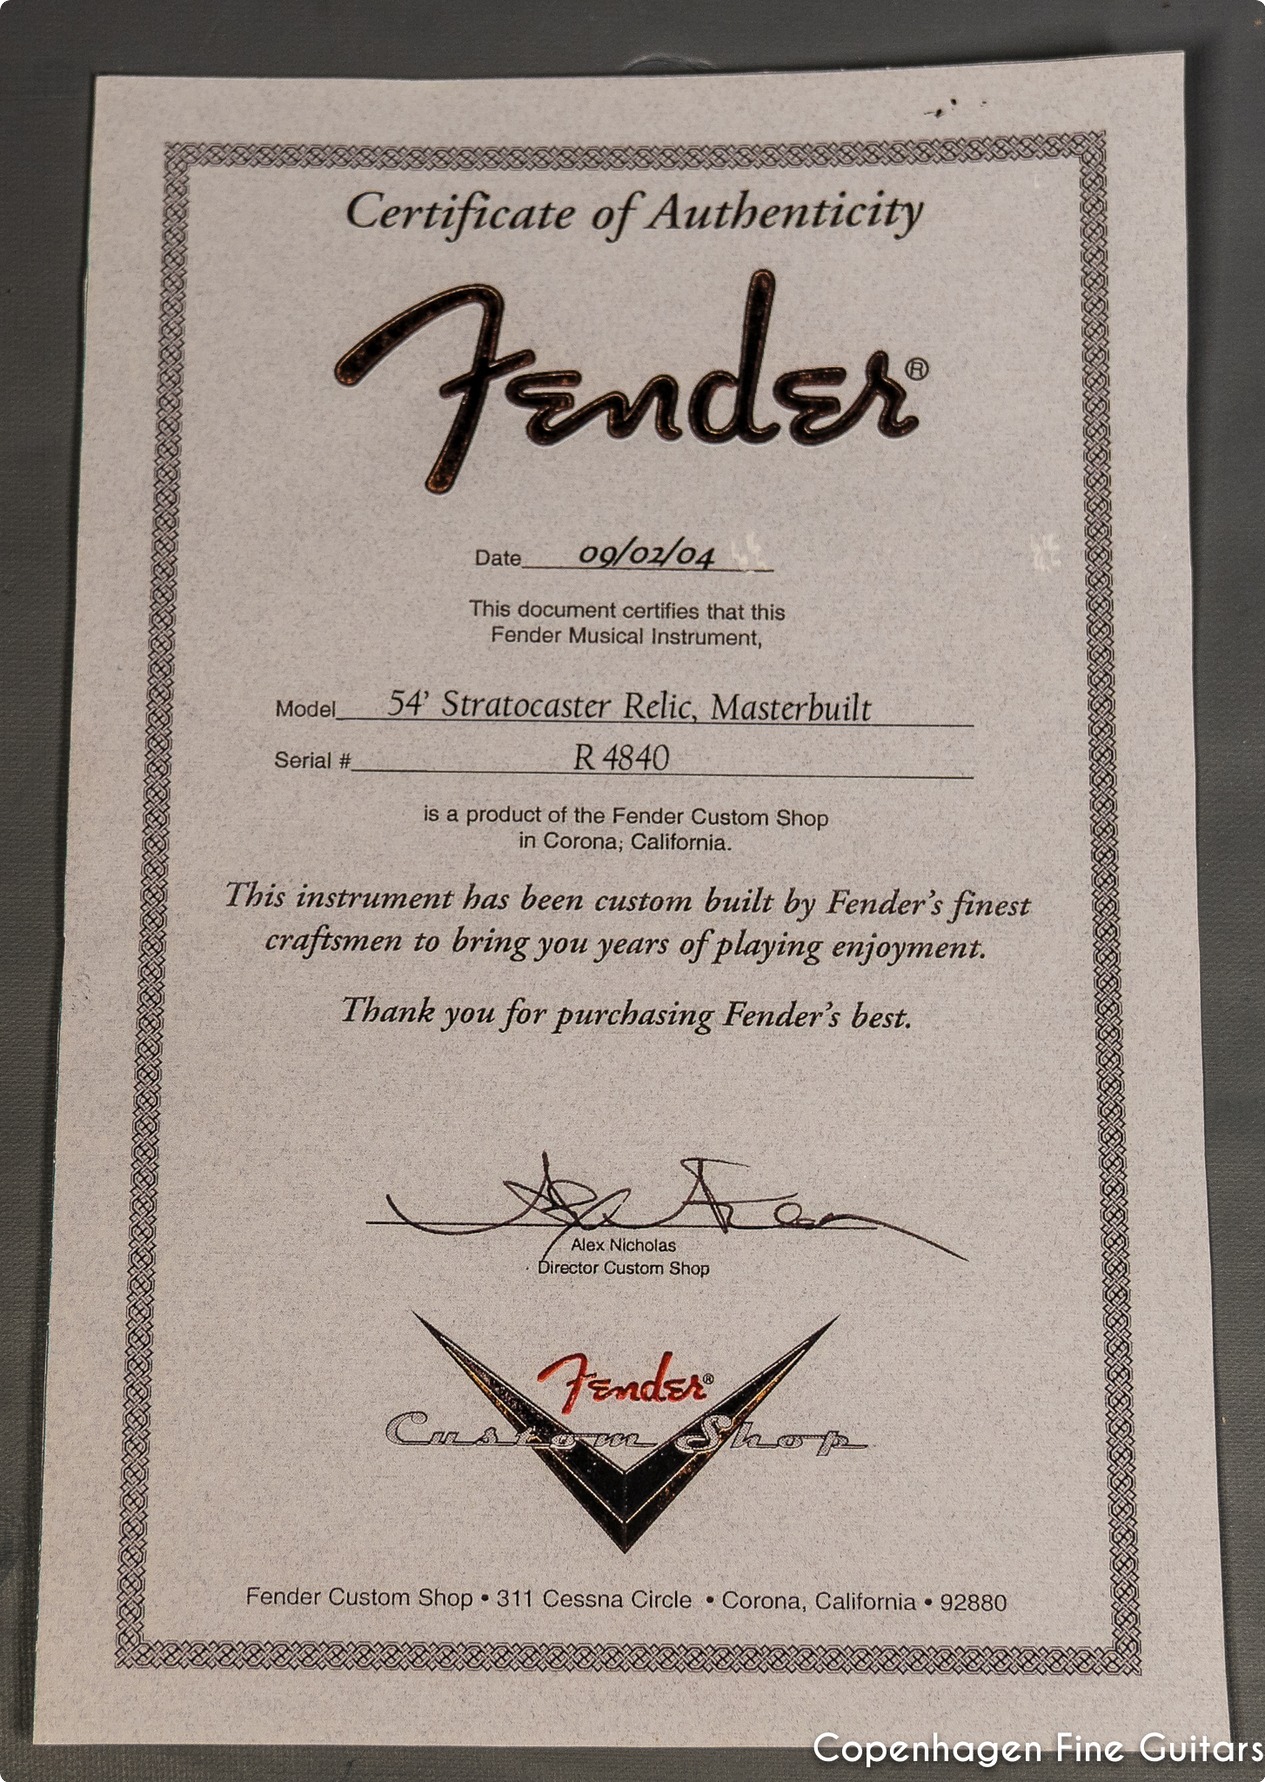 Certificate of Authenticity
Fender®
Date 09/02/04
This document certifies that this
Fender Musical Instrument,
Model 54' Stratocaster Relic, Masterbuilt
Serial # R 4840
is a product of the Fender Custom Shop
in Corona, California.
This instrument has been custom built by Fender's finest
craftsmen to bring you years of playing enjoyment.
Thank you for purchasing Fender's best.
Alex Nicholas
Director Custom Shop
Fender®
Custom Shop
Fender Custom Shop • 311 Cessna Circle • Corona, California • 92880
Copenhagen Fine Guitars